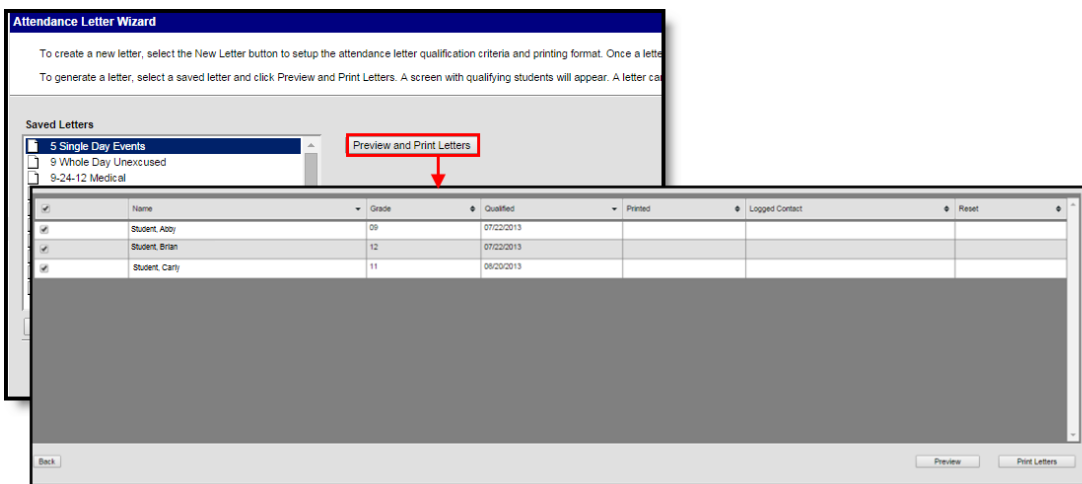 Attendance Letter Wizard
To create a new letter, select the New Letter button to setup the attendance letter qualification criteria and printing format. Once a lette
To generate a letter, select a saved letter and click Preview and Print Letters. A screen with qualifying students will appear. A letter ca
Saved Letters
5 Single Day Events
Preview and Print Letters
9 Whole Day Unexcused
9-24-12 Medical
Name Grade Qualified Printed Logged Contact Reset
Student, Abby 09 07/22/2013
Student, Brian 12 07/22/2013
Student, Carly 11 08/20/2013
Back Preview Print Letters